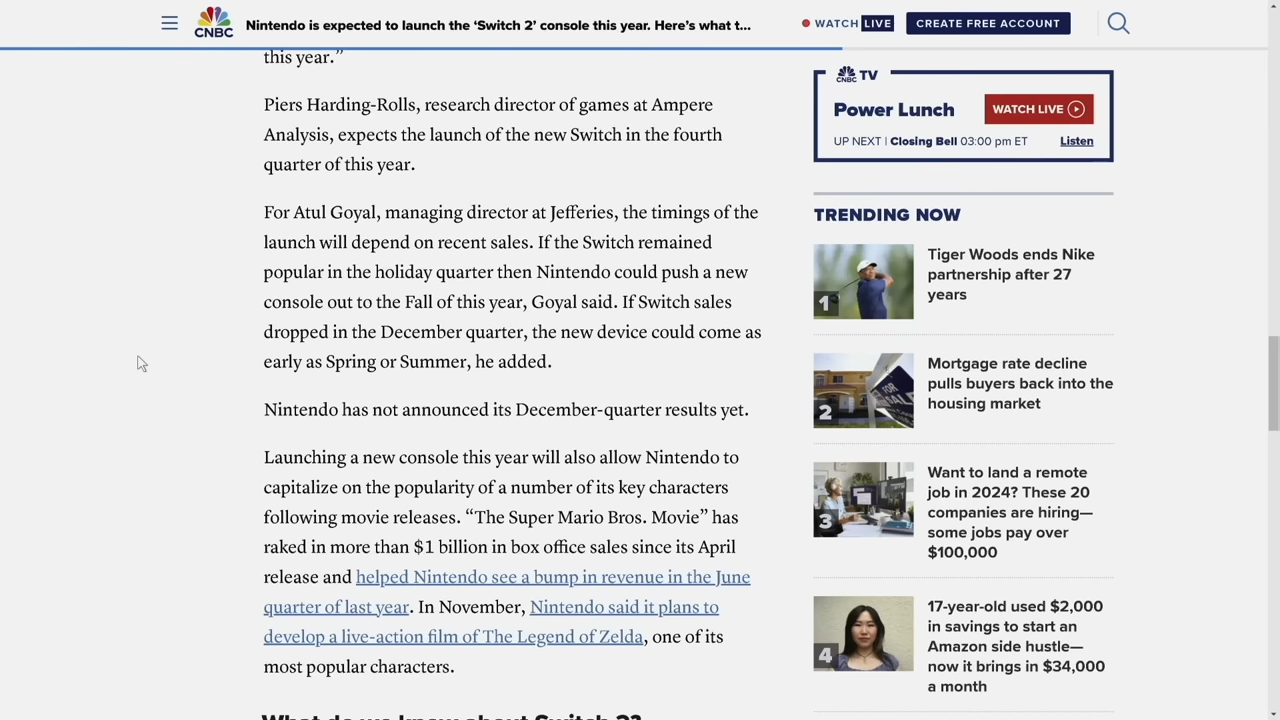 CNBC
Nintendo is expected to launch the ‘Switch 2’ console this year. Here’s what t...
WATCH LIVE
CREATE FREE ACCOUNT
this year.”
Piers Harding-Rolls, research director of games at Ampere
Analysis, expects the launch of the new Switch in the fourth
quarter of this year.
For Atul Goyal, managing director at Jefferies, the timings of the
launch will depend on recent sales. If the Switch remained
popular in the holiday quarter then Nintendo could push a new
console out to the Fall of this year, Goyal said. If Switch sales
dropped in the December quarter, the new device could come as
early as Spring or Summer, he added.
Nintendo has not announced its December-quarter results yet.
Launching a new console this year will also allow Nintendo to
capitalize on the popularity of a number of its key characters
following movie releases. “The Super Mario Bros. Movie” has
raked in more than $1 billion in box office sales since its April
release and helped Nintendo see a bump in revenue in the June
quarter of last year. In November, Nintendo said it plans to
develop a live-action film of The Legend of Zelda, one of its
most popular characters.
What do we know about Switch 2?
CNBC TV
Power Lunch
WATCH LIVE
UP NEXT | Closing Bell 03:00 pm ET
Listen
TRENDING NOW
1
Tiger Woods ends Nike
partnership after 27
years
2
Mortgage rate decline
pulls buyers back into the
housing market
3
Want to land a remote
job in 2024? These 20
companies are hiring—
some jobs pay over
$100,000
4
17-year-old used $2,000
in savings to start an
Amazon side hustle—
now it brings in $34,000
a month